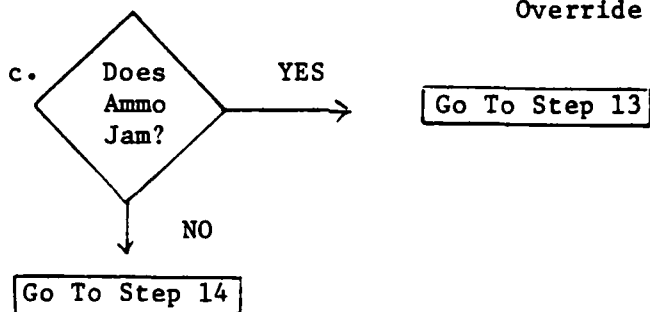 Override
c.
Does
Ammo
Jam?
YES
Go To Step 13
NO
Go To Step 14